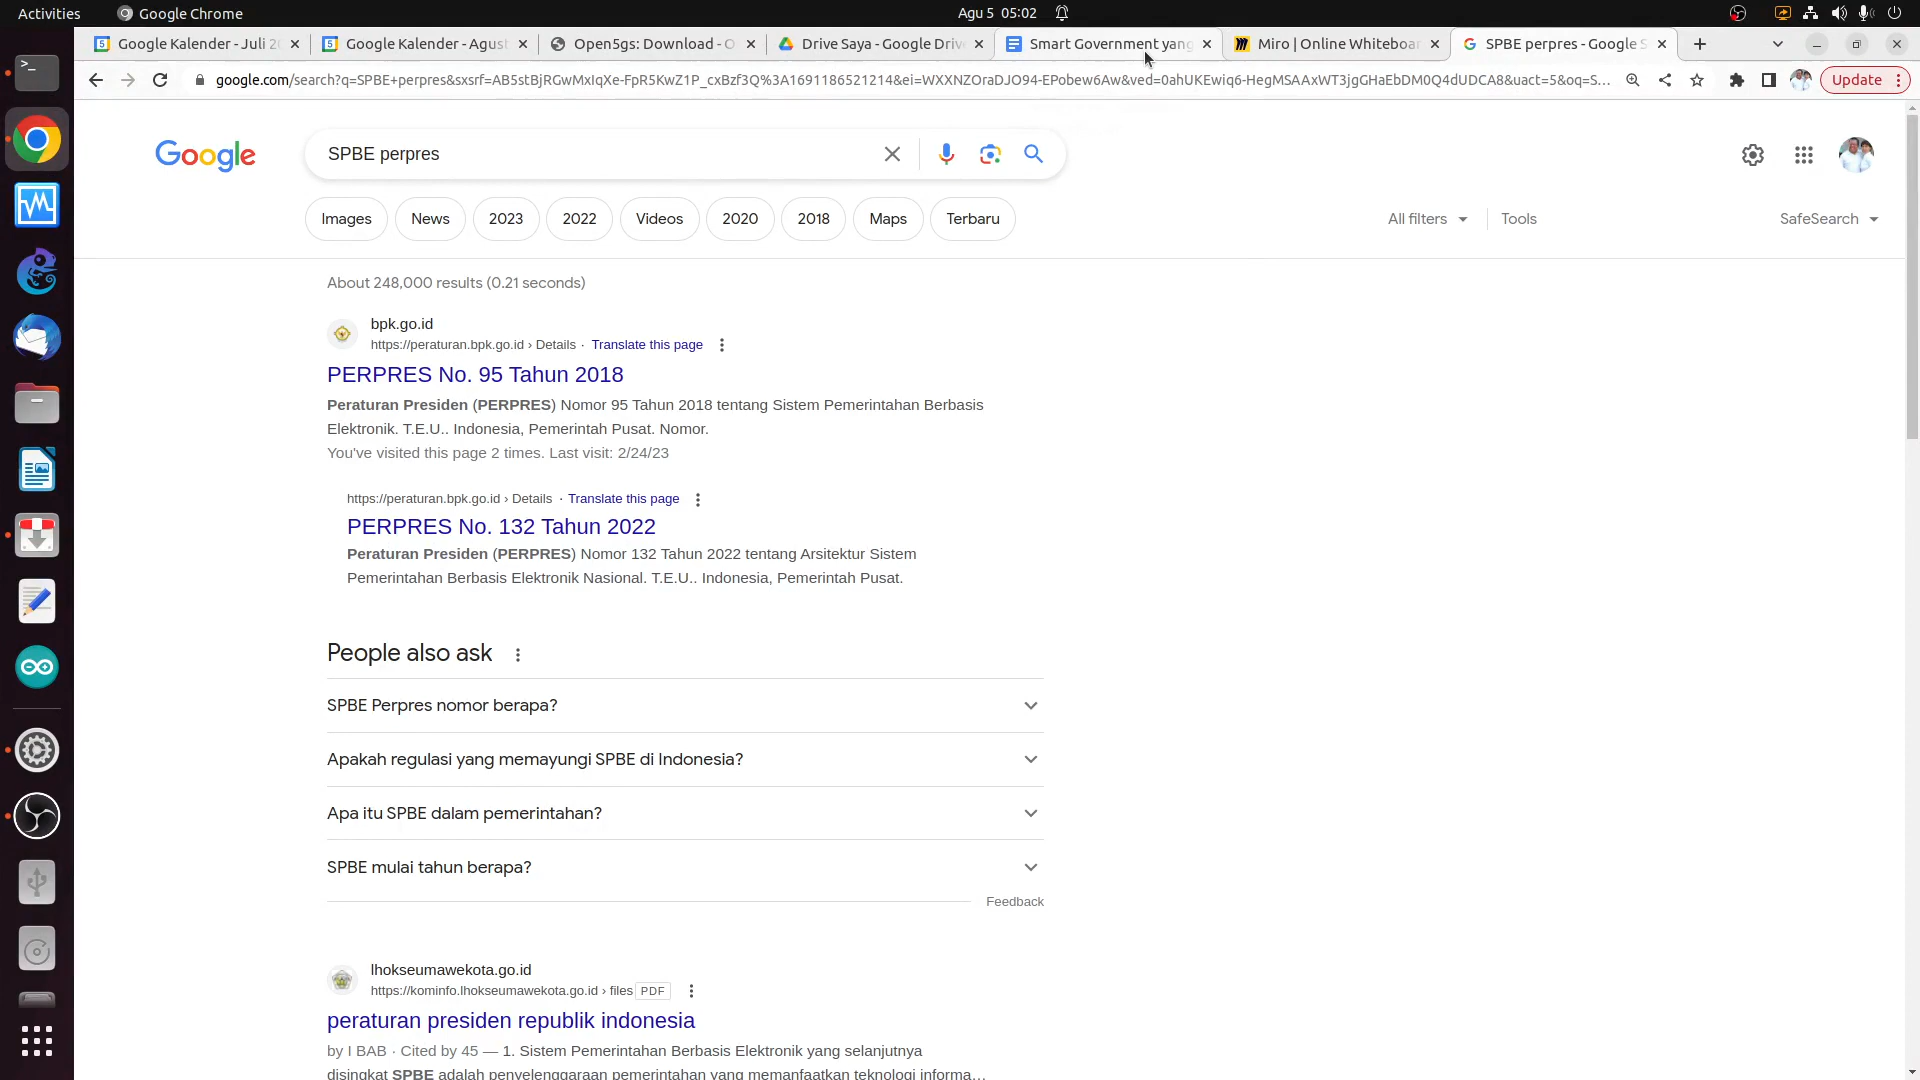 Activities
Google Chrome
Agu 5 05:02
Google Kalender - Juli 2
Google Kalender - Agust
Open5gs: Download - O
Drive Saya - Google Drive
Smart Government yang
Miro | Online Whiteboar
SPBE perpres - Google S
google.com/search?q=SPBE+perpres&sxsrf=AB5stBjRGwMxIqXe-FpR5KwZ1P_cxBzf3Q%3A1691186521214&ei=WXXNZOraDJO94-EPobew6Aw&ved=0ahUKEwiq6-HegMSAAxWT3jgGHaEbDM0Q4dUDCA8&uact=5&oq=S...
Update
Google
SPBE perpres
Images
News
2023
2022
Videos
2020
2018
Maps
Terbaru
All filters
Tools
SafeSearch
About 248,000 results (0.21 seconds)
bpk.go.id
https://peraturan.bpk.go.id › Details · Translate this page
PERPRES No. 95 Tahun 2018
Peraturan Presiden (PERPRES) Nomor 95 Tahun 2018 tentang Sistem Pemerintahan Berbasis
Elektronik. T.E.U.. Indonesia, Pemerintah Pusat. Nomor.
You've visited this page 2 times. Last visit: 2/24/23
https://peraturan.bpk.go.id › Details · Translate this page
PERPRES No. 132 Tahun 2022
Peraturan Presiden (PERPRES) Nomor 132 Tahun 2022 tentang Arsitektur Sistem
Pemerintahan Berbasis Elektronik Nasional. T.E.U.. Indonesia, Pemerintah Pusat.
People also ask
SPBE Perpres nomor berapa?
Apakah regulasi yang memayungi SPBE di Indonesia?
Apa itu SPBE dalam pemerintahan?
SPBE mulai tahun berapa?
Feedback
lhokseumawekota.go.id
https://kominfo.lhokseumawekota.go.id › files PDF
peraturan presiden republik indonesia
by I BAB · Cited by 45 — 1. Sistem Pemerintahan Berbasis Elektronik yang selanjutnya
disingkat SPBE adalah penyelenggaraan pemerintahan yang memanfaatkan teknologi informa...